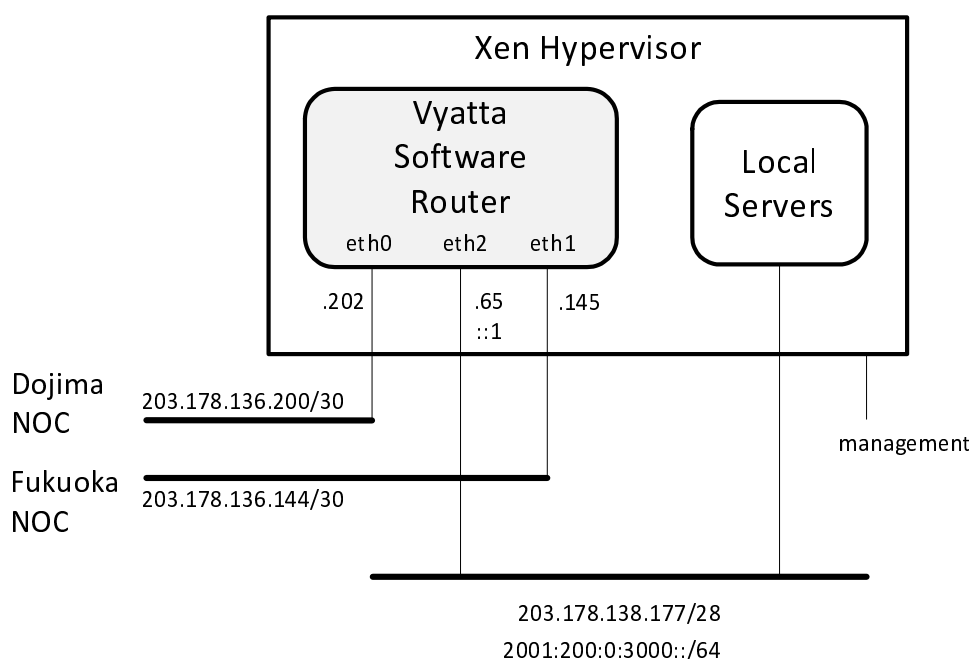 Xen Hypervisor
Vyatta
Software
Router
eth0
eth2
eth1
Local
Servers
.202
.65
::1
.145
Dojima
NOC
203.178.136.200/30
management
Fukuoka
NOC
203.178.136.144/30
203.178.138.177/28
2001:200:0:3000::/64